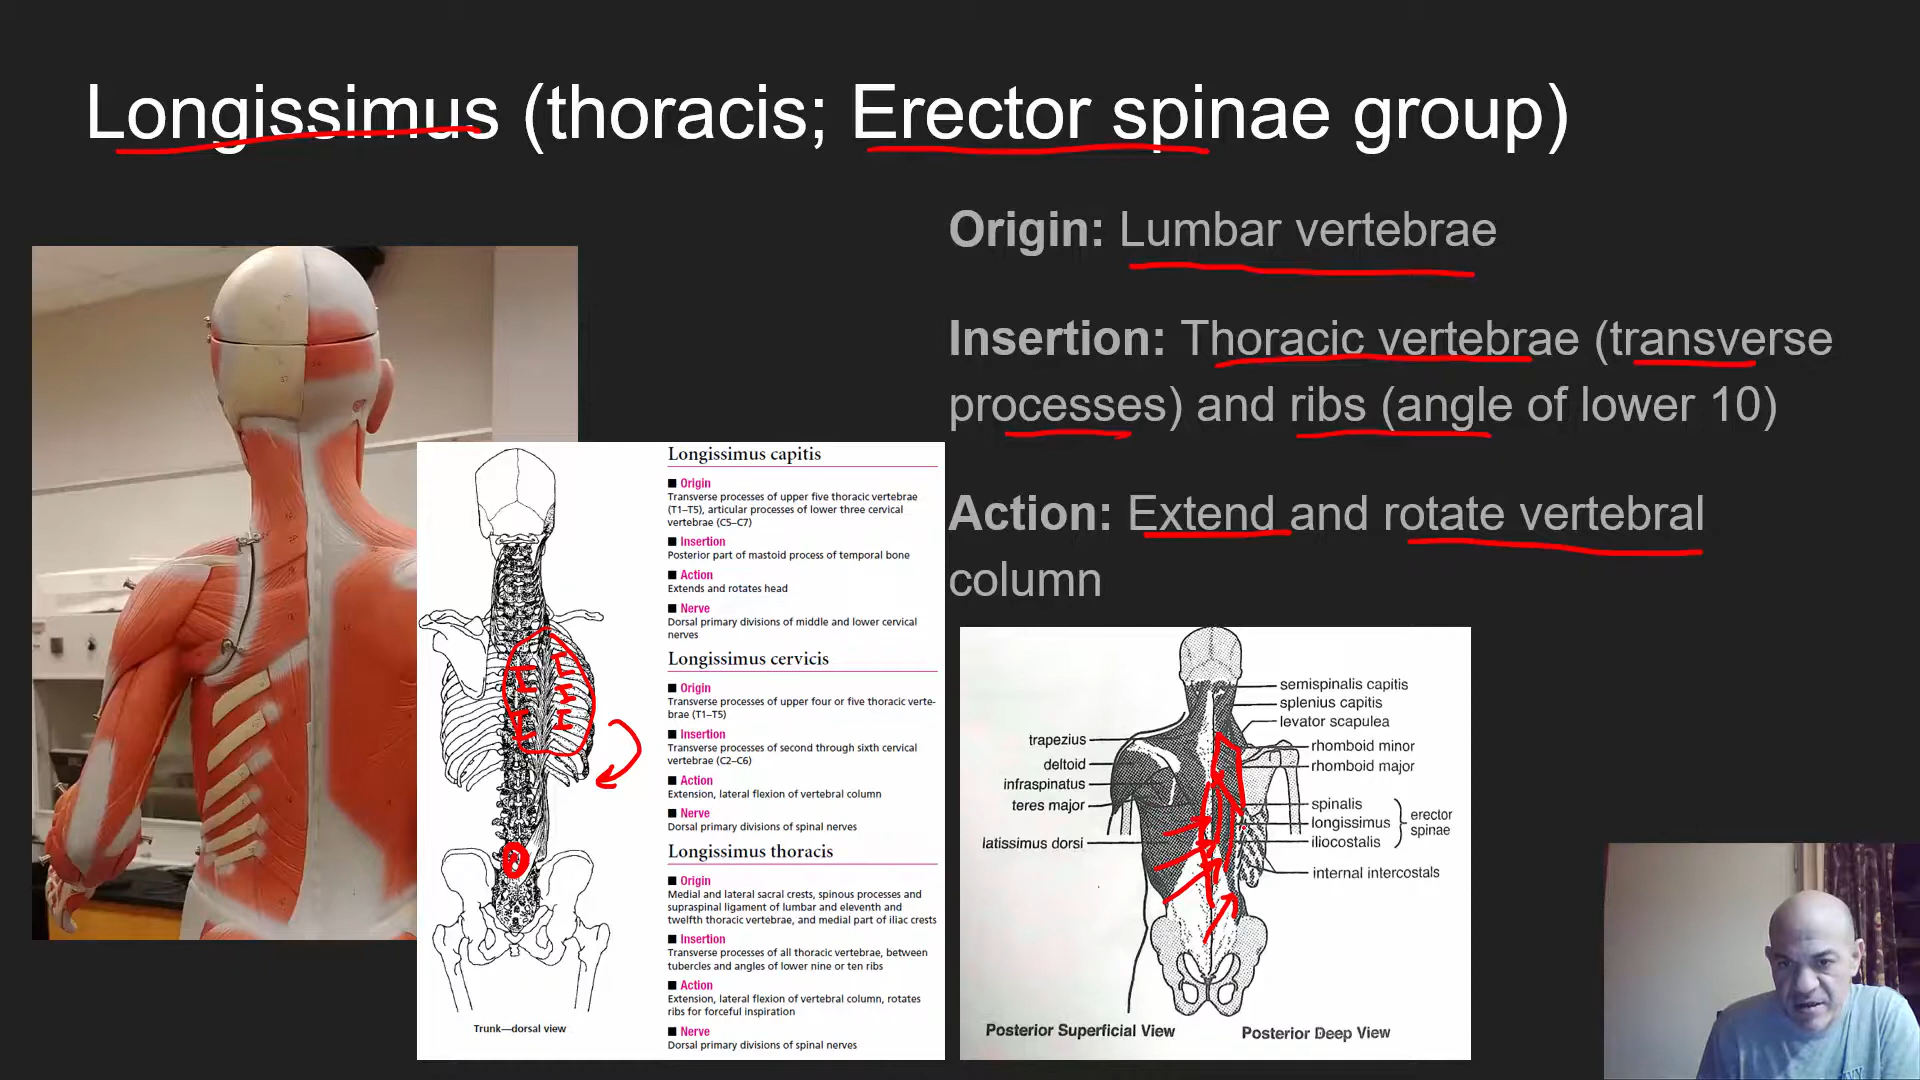 Longissimus (thoracis; Erector spinae group)
Origin: Lumbar vertebrae
Insertion: Thoracic vertebrae (transverse
processes) and ribs (angle of lower 10)
Action: Extend and rotate vertebral
column
Longissimus capitis
Origin
Transverse processes of upper five thoracic vertebrae
(T1–T5), articular processes of lower three cervical
vertebrae (C5–C7)
Insertion
Posterior part of mastoid process of temporal bone
Action
Extends and rotates head
Nerve
Dorsal primary divisions of middle and lower cervical
nerves
Longissimus cervicis
Origin
Transverse processes of upper four or five thoracic verte-
brae (T1–T5)
Insertion
Transverse processes of second through sixth cervical
vertebrae (C2–C6)
Action
Extension, lateral flexion of vertebral column
Nerve
Dorsal primary divisions of spinal nerves
Longissimus thoracis
Origin
Medial and lateral sacral crests, spinous processes and
supraspinal ligament of lumbar and eleventh and
twelfth thoracic vertebrae, and medial part of iliac crests
Insertion
Transverse processes of all thoracic vertebrae, between
tubercles and angles of lower nine or ten ribs
Action
Extension, lateral flexion of vertebral column, rotates
ribs for forceful inspiration
Nerve
Dorsal primary divisions of spinal nerves
Trunk—dorsal view
O
I I
I
I I
trapezius
deltoid
infraspinatus
teres major
latissimus dorsi
semispinalis capitis
splenius capitis
levator scapulea
rhomboid minor
rhomboid major
spinalis
longissimus
iliocostalis
erector
spinae
internal intercostals
Posterior Superficial View
Posterior Deep View